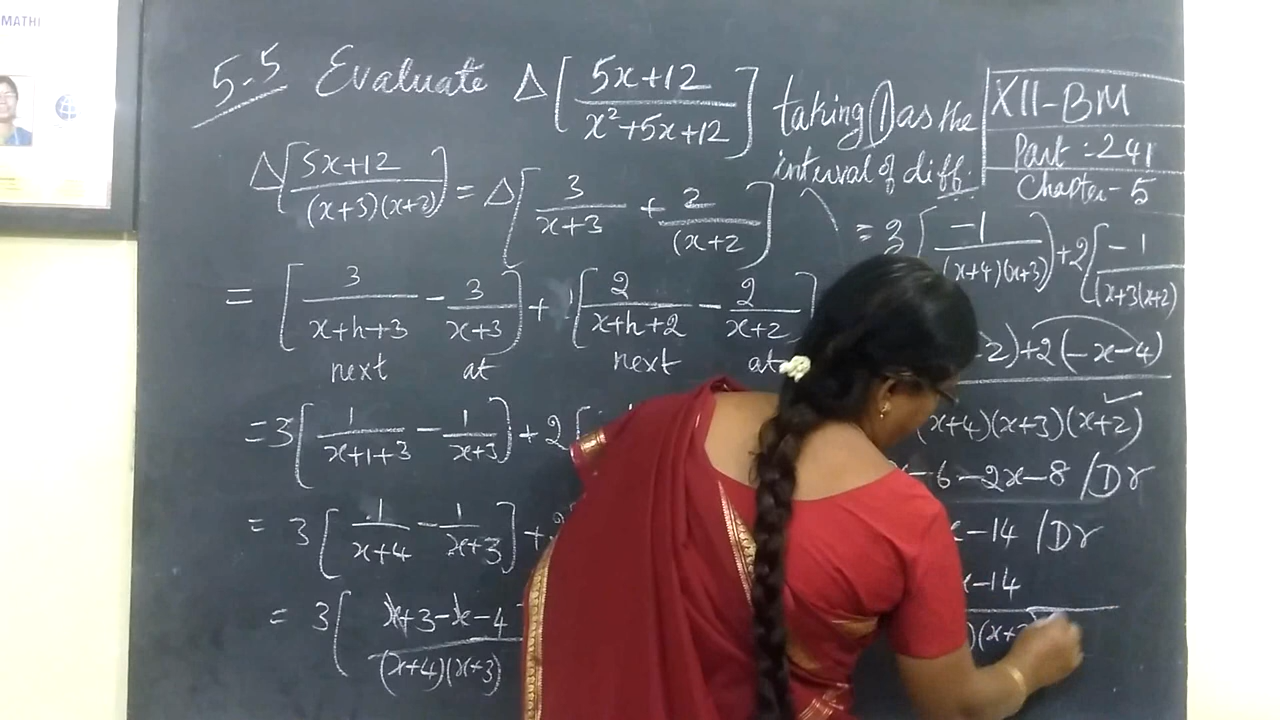 MATHI
5.5 Evaluate Δ[ 5x+12 / x²+5x+12 ] taking 1 as the
interval of diff.
XII-BM
Part : 241
Chapter - 5
Δ[ 5x+12 / (x+3)(x+2) ] = Δ[ 3 / x+3 + 2 / (x+2 ]
= [ 3 / x+h+3 - 3 / x+3 ] + [ 2 / x+h+2 - 2 / x+2 ]
next at next at
= 3[ 1 / x+1+3 - 1 / x+3 ] + 2[
= 3[ 1 / x+4 - 1 / x+3 ] +
= 3[ x+3-x-4 / (x+4)(x+3)
= 3[ -1 / (x+4)(x+3) ] + 2[ -1 / (x+3(x+2)
2)+2(-x-4)
(x+4)(x+3)(x+2)
-6-2x-8 /Dr
-14 /Dr
-14
(x+